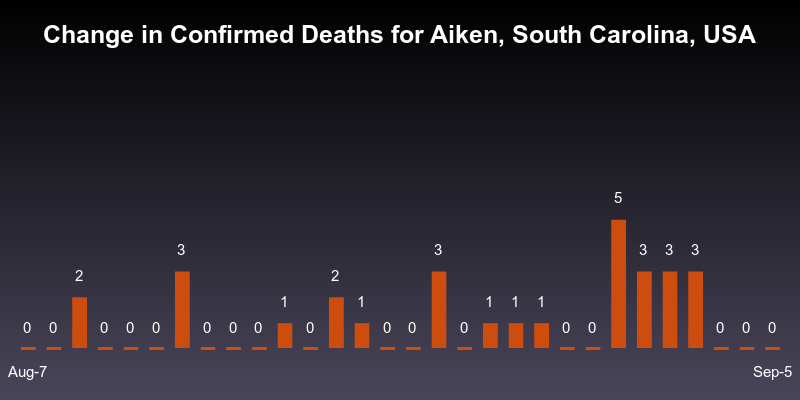 Change in Confirmed Deaths for Aiken, South Carolina, USA
0 0 2 0 0 0 3 0 0 0 1 0 2 1 0 0 3 0 1 1 1 0 0 5 3 3 3 0 0 0
Aug-7 Sep-5